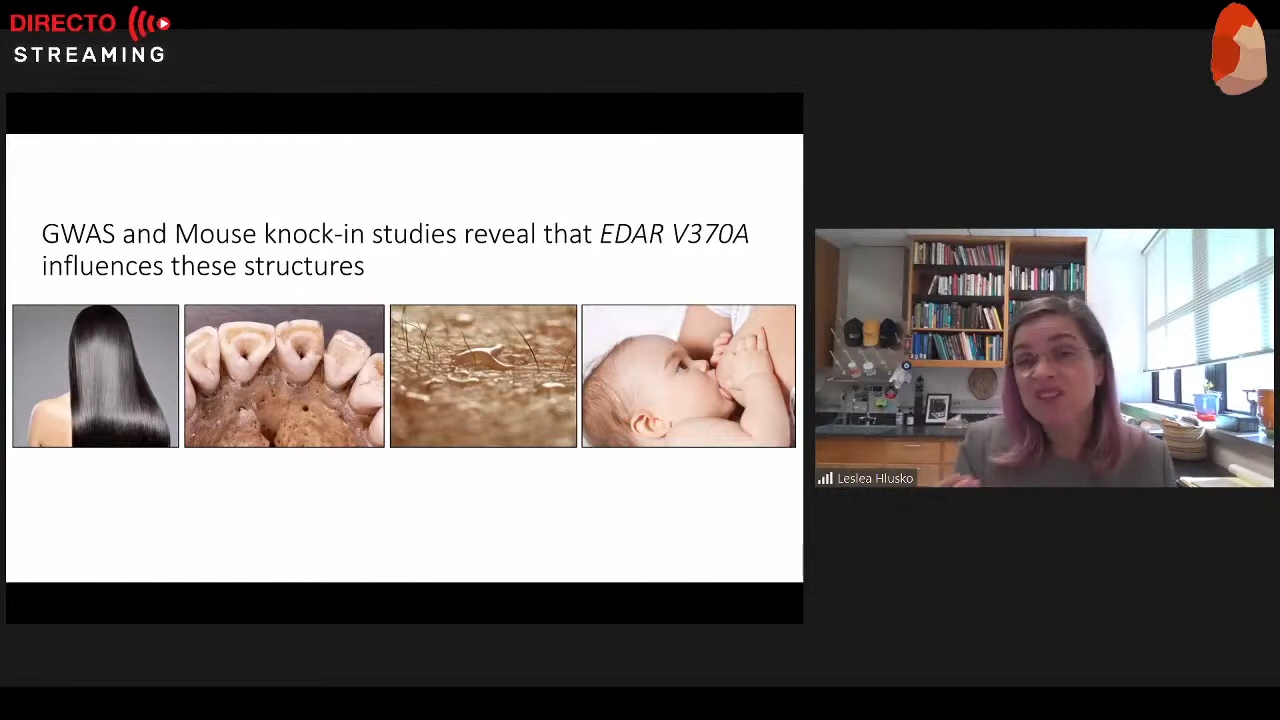 DIRECTO
STREAMING
GWAS and Mouse knock-in studies reveal that EDAR V370A
influences these structures
Leslea Hlusko